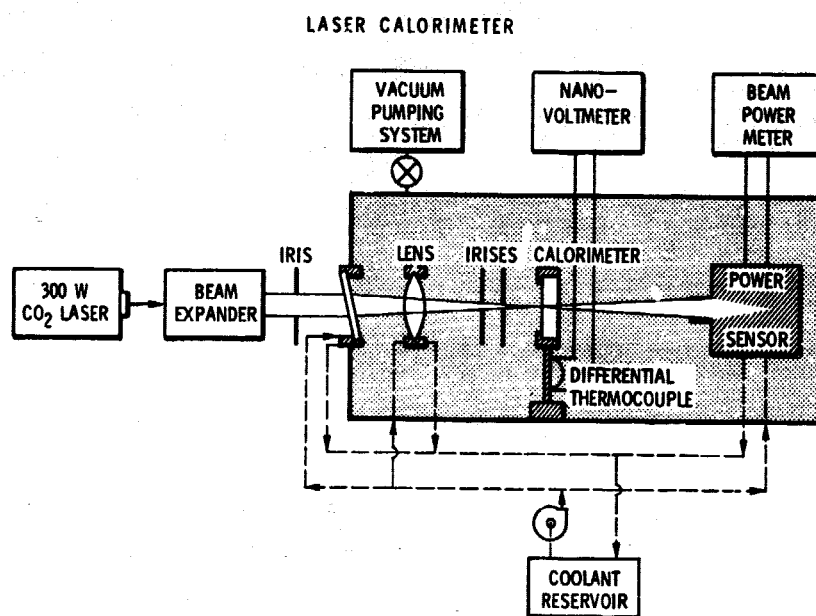 LASER CALORIMETER
VACUUM
PUMPING
SYSTEM
NANO-
VOLTMETER
BEAM
POWER
METER
IRIS
LENS
IRISES
CALORIMETER
300 W
CO₂ LASER
BEAM
EXPANDER
POWER
SENSOR
DIFFERENTIAL
THERMOCOUPLE
COOLANT
RESERVOIR